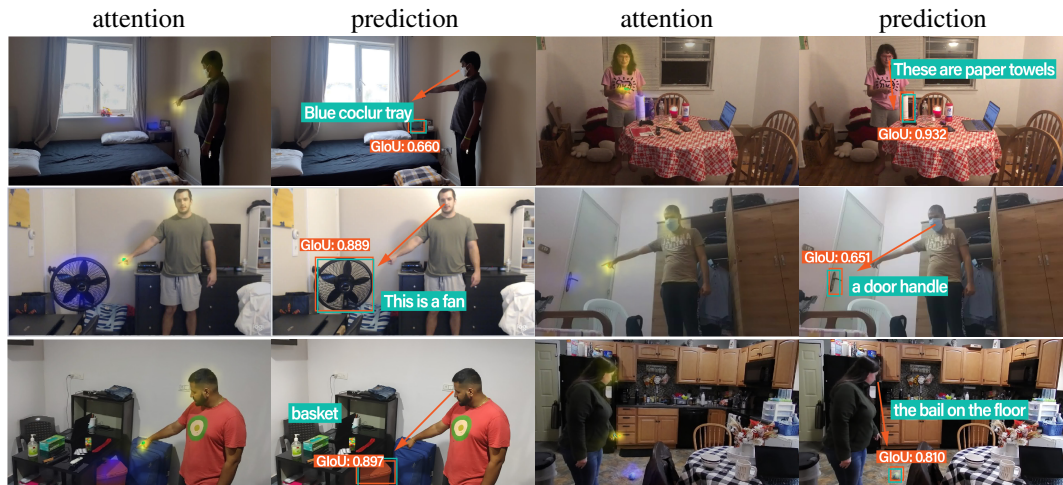 attention prediction attention prediction
Blue coclur tray
GIoU: 0.660
These are paper towels
GIoU: 0.932
GIoU: 0.889
This is a fan
GIoU: 0.651
a door handle
basket
GIoU: 0.897
the bail on the floor
GIoU: 0.810